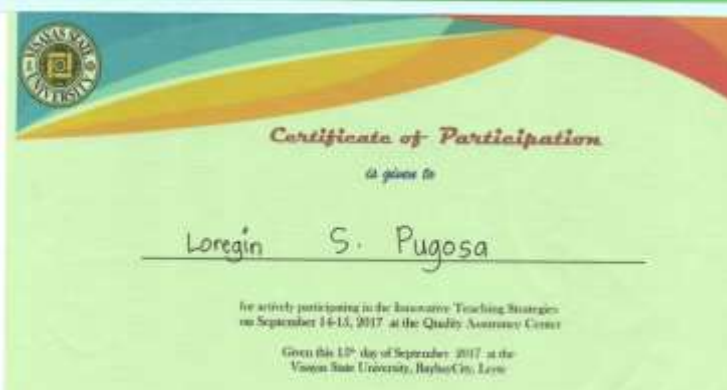 VISAYAS STATE UNIVERSITY
Certificate of Participation
is given to
Loregin S. Pugosa
for actively participating in the Innovative Teaching Strategies
on September 14-15, 2017 at the Quality Assurance Center
Given this 15th day of September 2017 at the
Visayas State University, BaybayCity, Leyte